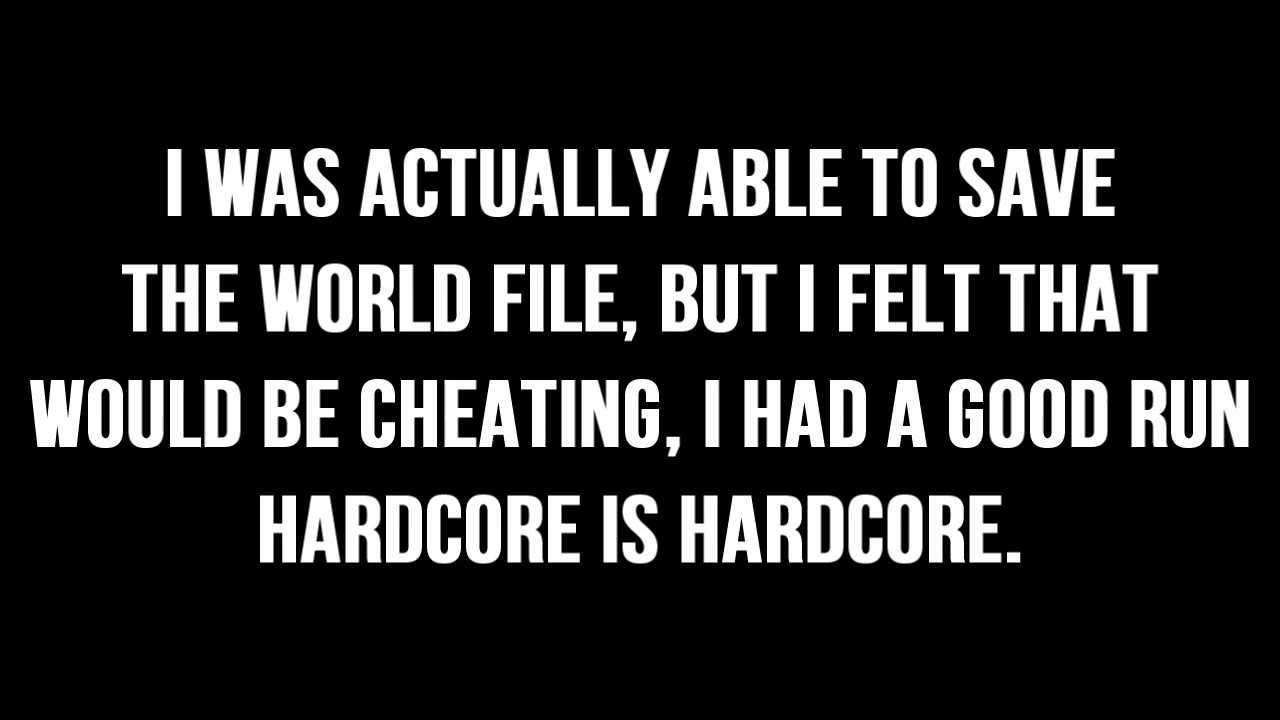 I WAS ACTUALLY ABLE TO SAVE
THE WORLD FILE, BUT I FELT THAT
WOULD BE CHEATING, I HAD A GOOD RUN
HARDCORE IS HARDCORE.